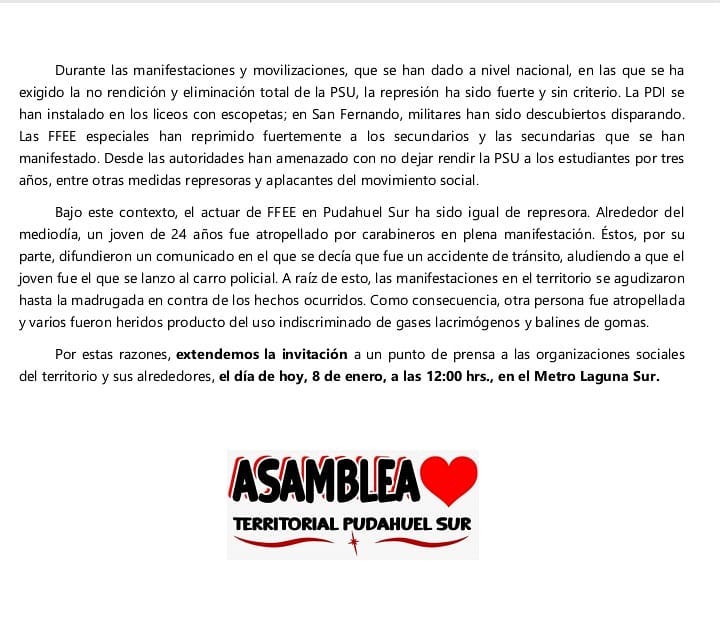 Durante las manifestaciones y movilizaciones, que se han dado a nivel nacional, en las que se ha
exigido la no rendición y eliminación total de la PSU, la represión ha sido fuerte y sin criterio. La PDI se
han instalado en los liceos con escopetas; en San Fernando, militares han sido descubiertos disparando.
Las FFEE especiales han reprimido fuertemente a los secundarios y las secundarias que se han
manifestado. Desde las autoridades han amenazado con no dejar rendir la PSU a los estudiantes por tres
años, entre otras medidas represoras y aplacantes del movimiento social.
Bajo este contexto, el actuar de FFEE en Pudahuel Sur ha sido igual de represora. Alrededor del
mediodía, un joven de 24 años fue atropellado por carabineros en plena manifestación. Éstos, por su
parte, difundieron un comunicado en el que se decía que fue un accidente de tránsito, aludiendo a que el
joven fue el que se lanzo al carro policial. A raíz de esto, las manifestaciones en el territorio se agudizaron
hasta la madrugada en contra de los hechos ocurridos. Como consecuencia, otra persona fue atropellada
y varios fueron heridos producto del uso indiscriminado de gases lacrimógenos y balines de gomas.
Por estas razones, extendemos la invitación a un punto de prensa a las organizaciones sociales
del territorio y sus alrededores, el día de hoy, 8 de enero, a las 12:00 hrs., en el Metro Laguna Sur.
ASAMBLEA
TERRITORIAL PUDAHUEL SUR